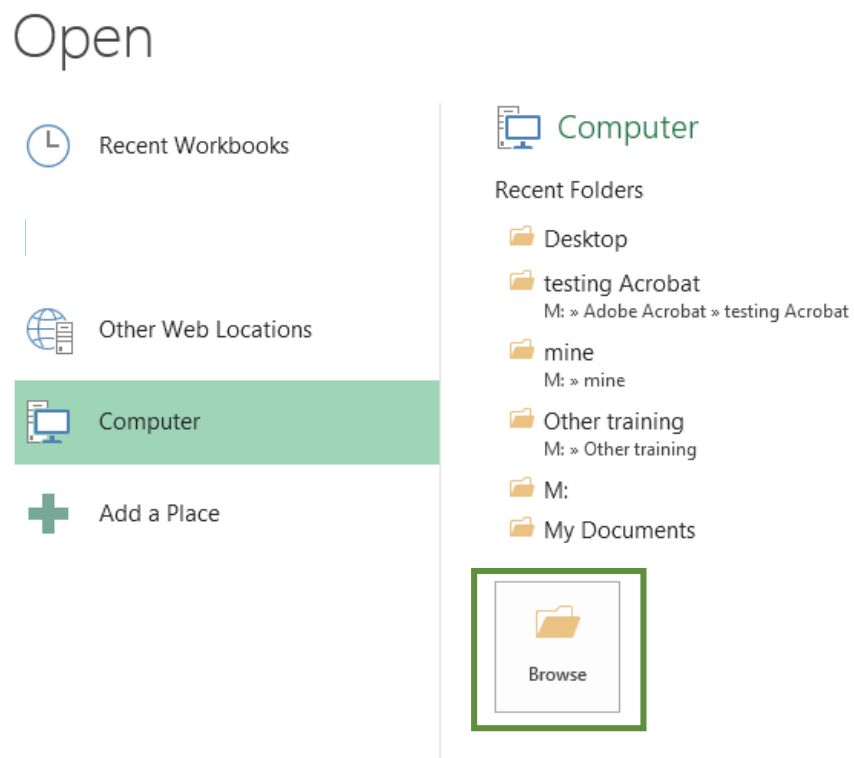 Open
Recent Workbooks
Other Web Locations
Computer
Add a Place
Computer
Recent Folders
Desktop
testing Acrobat
M: » Adobe Acrobat » testing Acrobat
mine
M: » mine
Other training
M: » Other training
M:
My Documents
Browse